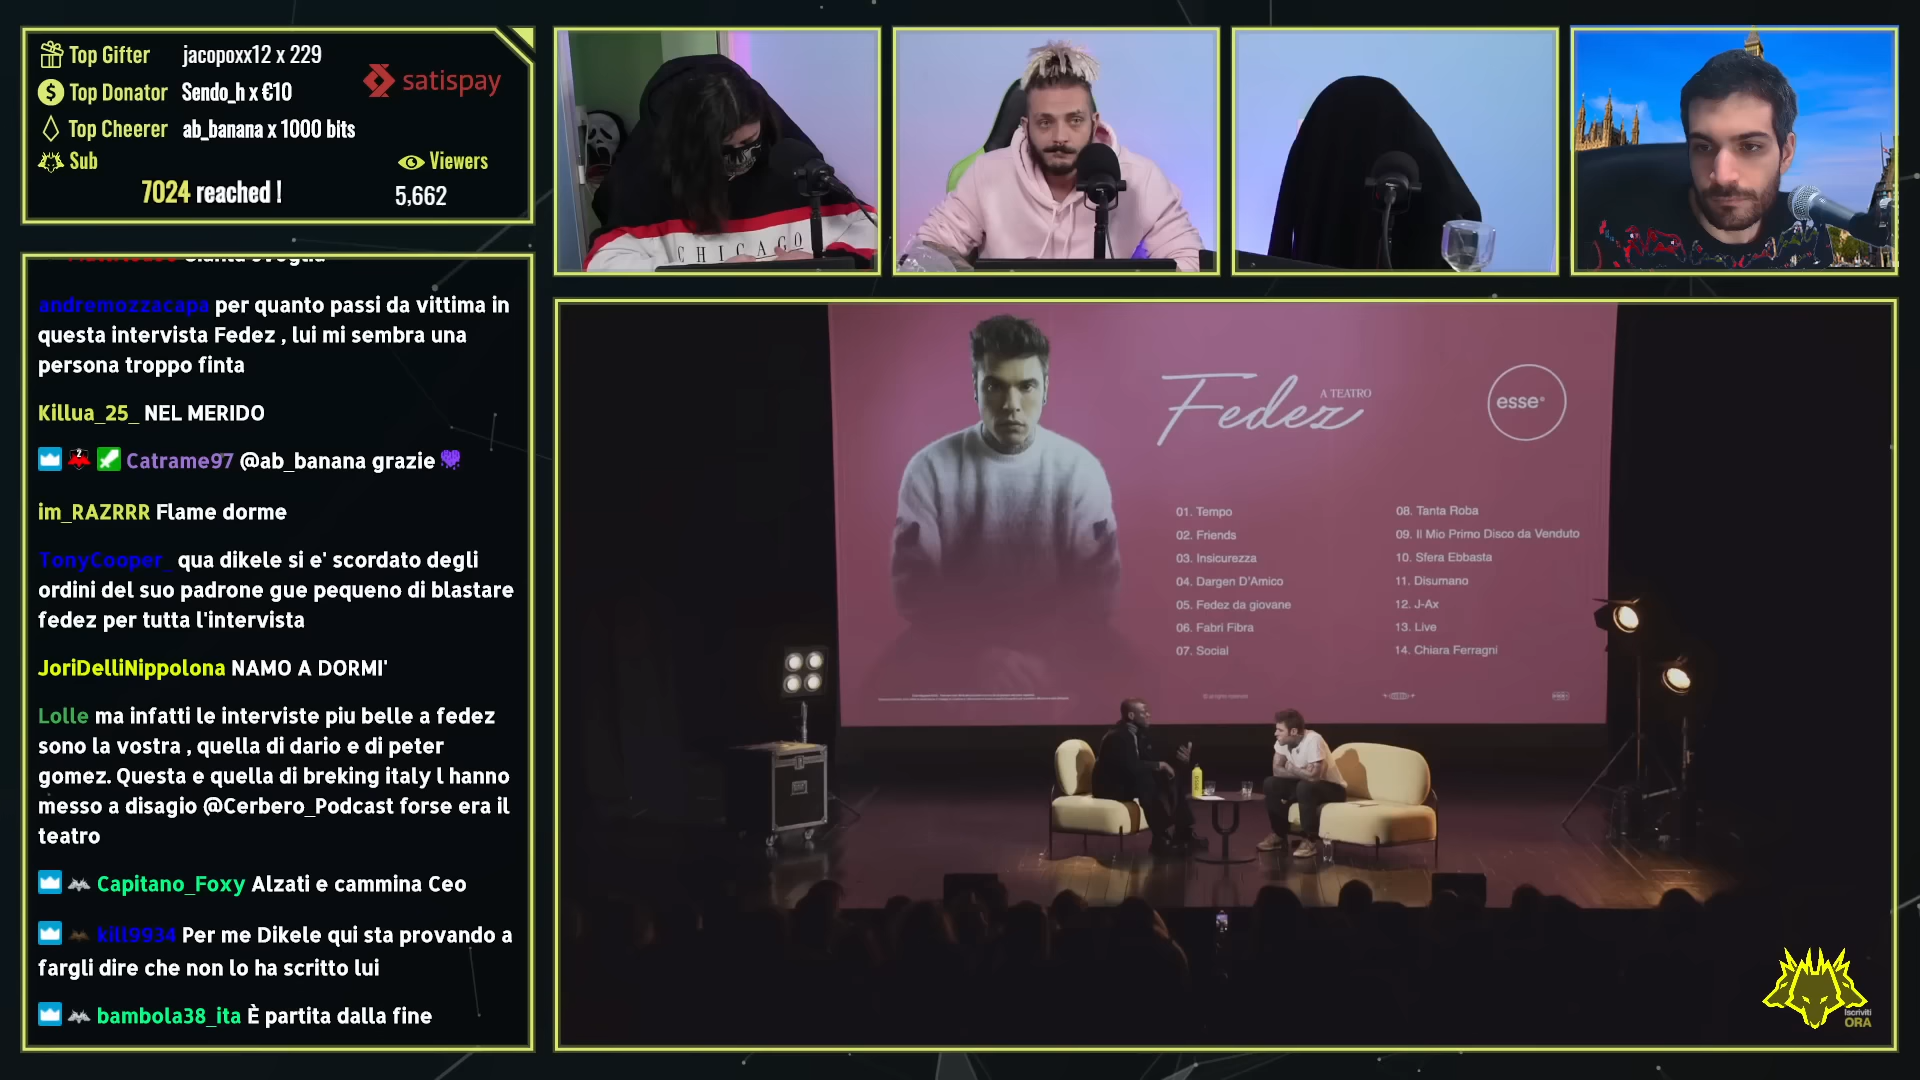 Top Gifter jacopoxx12 x 229
satispay
Top Donator Sendo_h x €10
Top Cheerer ab_banana x 1000 bits
Sub
Viewers
7024 reached !
5,662
andremozzacapa per quanto passi da vittima in
questa intervista Fedez , lui mi sembra una
persona troppo finta
Killua_25_ NEL MERIDO
Catrame97 @ab_banana grazie
im_RAZRRR Flame dorme
TonyCooper_ qua dikele si e' scordato degli
ordini del suo padrone gue pequeno di blastare
fedez per tutta l'intervista
JoriDelliNippolona NAMO A DORMI'
Lolle ma infatti le interviste piu belle a fedez
sono la vostra , quella di dario e di peter
gomez. Questa e quella di breking italy l hanno
messo a disagio @Cerbero_Podcast forse era il
teatro
Capitano_Foxy Alzati e cammina Ceo
kill9934 Per me Dikele qui sta provando a
fargli dire che non lo ha scritto lui
bambola38_ita È partita dalla fine
CHICAGO
Fedez
A TEATRO
esse
01. Tempo
02. Friends
03. Insicurezza
04. Dargen D'Amico
05. Fedez da giovane
06. Fabri Fibra
07. Social
08. Tanta Roba
09. Il Mio Primo Disco da Venduto
10. Sfera Ebbasta
11. Disumano
12. J-Ax
13. Live
14. Chiara Ferragni
Iscriviti
ORA